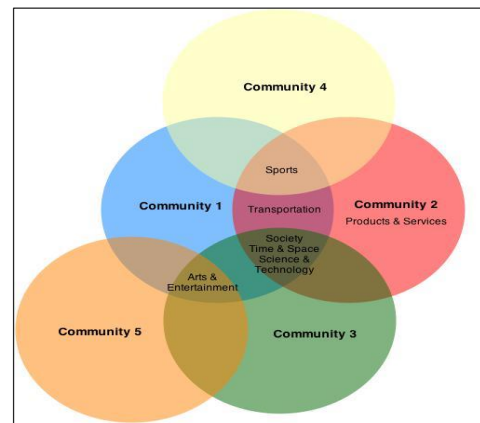 Community 4
Sports
Community 1
Transportation
Community 2
Products & Services
Society
Time & Space
Science &
Technology
Arts &
Entertainment
Community 5
Community 3